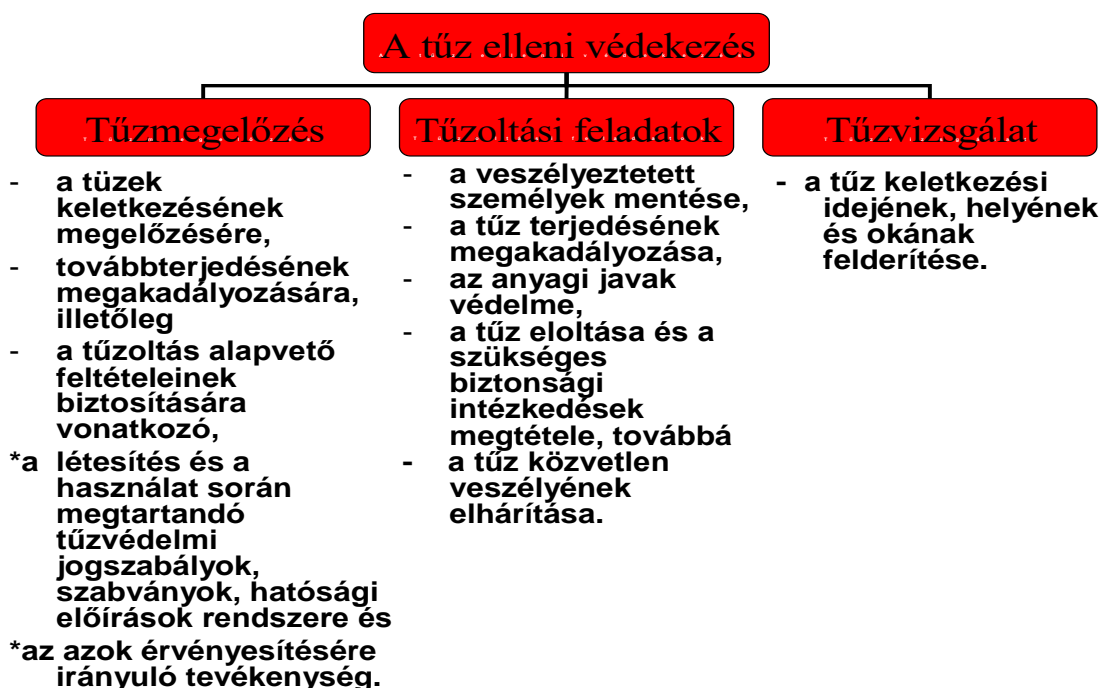 A tűz elleni védekezés
Tűzmegelőzés
- a tüzek
keletkezésének
megelőzésére,
- továbbterjedésének
megakadályozására,
illetőleg
- a tűzoltás alapvető
feltételeinek
biztosítására
vonatkozó,
*a létesítés és a
használat során
megtartandó
tűzvédelmi
jogszabályok,
szabványok, hatósági
előírások rendszere és
*az azok érvényesítésére
irányuló tevékenység.
Tűzoltási feladatok
- a veszélyeztetett
személyek mentése,
- a tűz terjedésének
megakadályozása,
- az anyagi javak
védelme,
- a tűz eloltása és a
szükséges
biztonsági
intézkedések
megtétele, továbbá
- a tűz közvetlen
veszélyének
elhárítása.
Tűzvizsgálat
- a tűz keletkezési
idejének, helyének
és okának
felderítése.